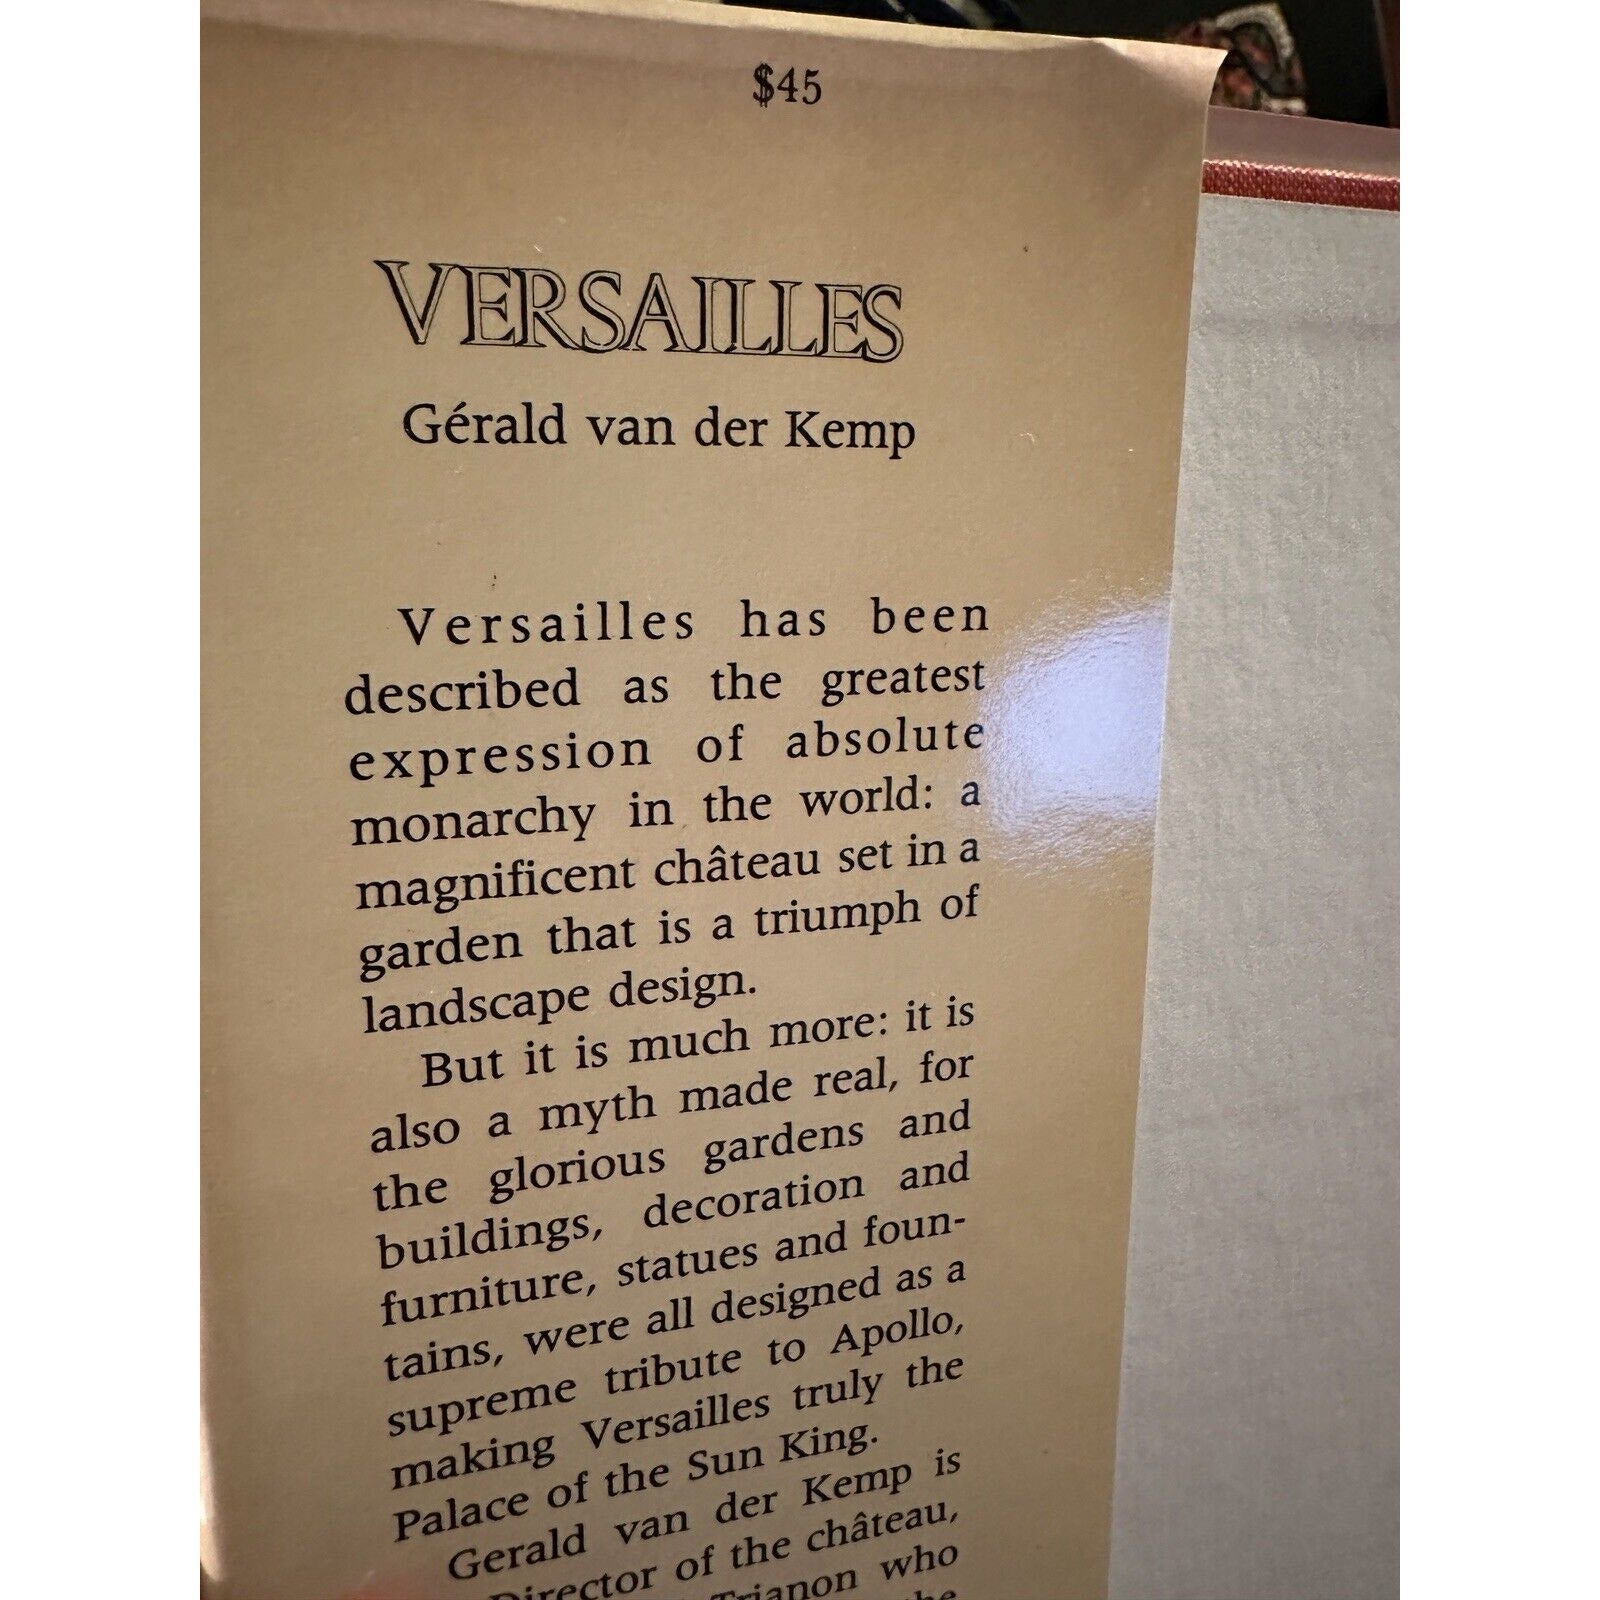 $45
VERSAILLES
Gérald van der Kemp
Versailles has been
described as the greatest
expression of absolute
monarchy in the world: a
magnificent château set in a
garden that is a triumph of
landscape design.
But it is much more: it is
also a myth made real, for
the glorious gardens and
buildings, decoration and
furniture, statues and foun-
tains, were all designed as a
supreme tribute to Apollo,
making Versailles truly the
Palace of the Sun King.
Gerald van der Kemp is
Director of the château,
Trianon who
the